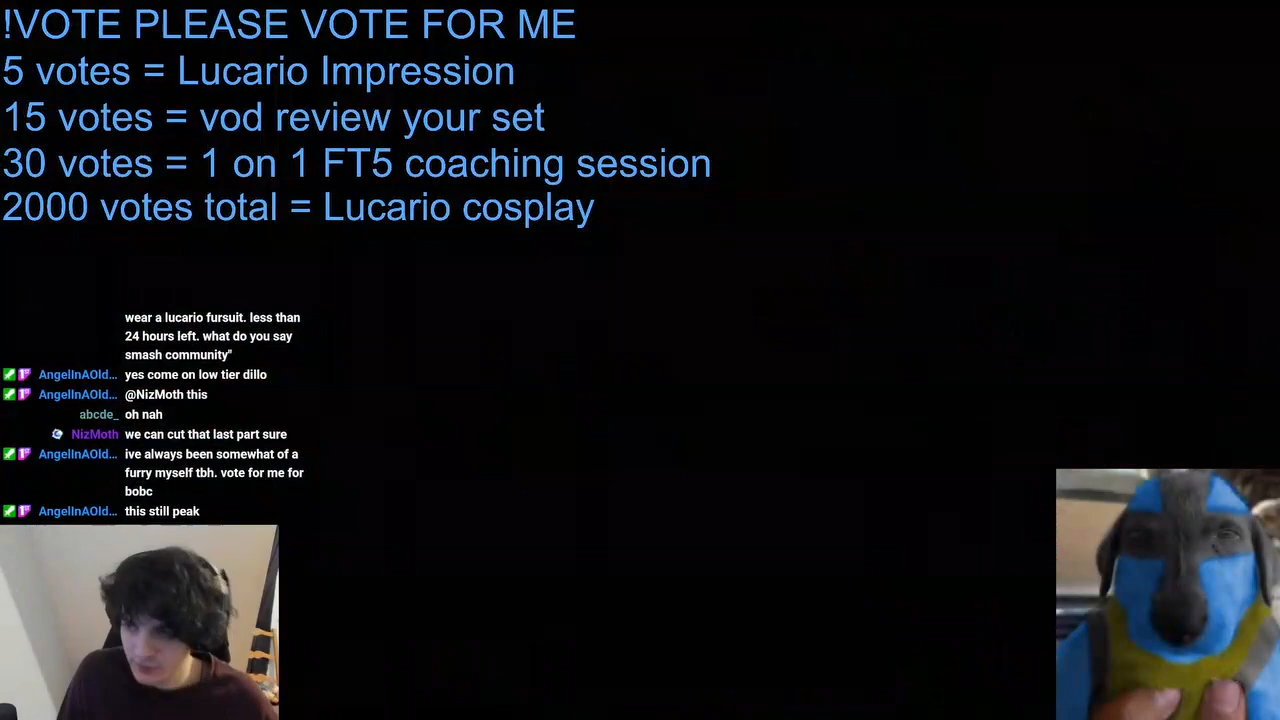 !VOTE PLEASE VOTE FOR ME
5 votes = Lucario Impression
15 votes = vod review your set
30 votes = 1 on 1 FT5 coaching session
2000 votes total = Lucario cosplay
wear a lucario fursuit. less than
24 hours left. what do you say
smash community"
AngelInAOld... yes come on low tier dillo
AngelInAOld... @NizMoth this
abcde_ oh nah
NizMoth we can cut that last part sure
AngelInAOld... ive always been somewhat of a
furry myself tbh. vote for me for
bobc
AngelInAOld... this still peak